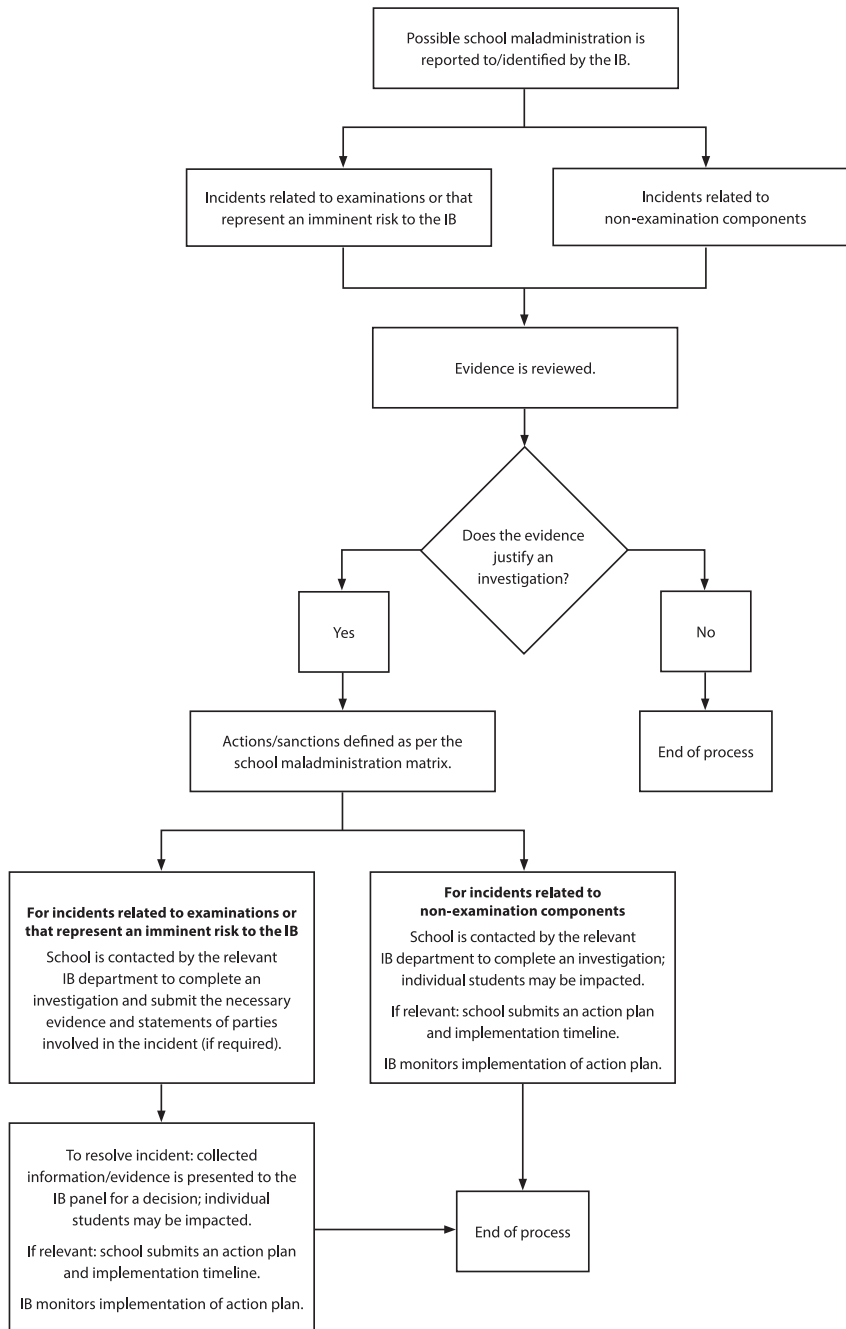 Possible school maladministration is
reported to/identified by the IB.
Incidents related to examinations or that
represent an imminent risk to the IB
Incidents related to
non-examination components
Evidence is reviewed.
Does the evidence
justify an
investigation?
Yes
No
Actions/sanctions defined as per the
school maladministration matrix.
End of process
For incidents related to examinations or
that represent an imminent risk to the IB
School is contacted by the relevant
IB department to complete an
investigation and submit the necessary
evidence and statements of parties
involved in the incident (if required).
For incidents related to
non-examination components
School is contacted by the relevant
IB department to complete an investigation;
individual students may be impacted.
If relevant: school submits an action plan
and implementation timeline.
IB monitors implementation of action plan.
To resolve incident: collected
information/evidence is presented to the
IB panel for a decision; individual
students may be impacted.
If relevant: school submits an action plan
and implementation timeline.
IB monitors implementation of action plan.
End of process